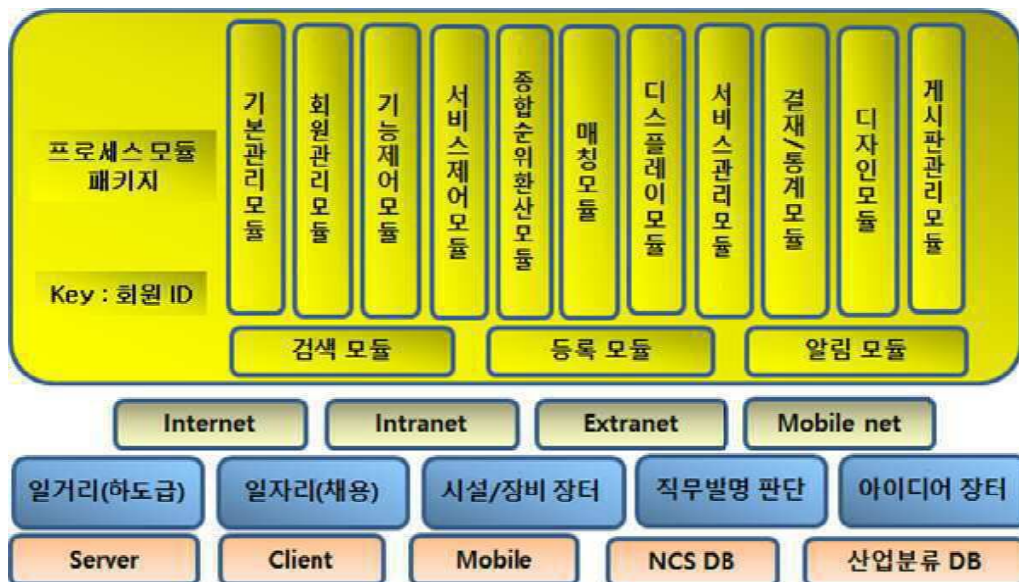 프로세스 모듈
패키지
Key : 회원 ID
기본관리모듈
회원관리모듈
기능제어모듈
서비스제어모듈
종합순위환산모듈
매칭모듈
디스플레이모듈
서비스관리모듈
결재/통계모듈
디자인모듈
게시판관리모듈
검색 모듈
등록 모듈
알림 모듈
Internet
Intranet
Extranet
Mobile net
일거리(하도급)
일자리(채용)
시설/장비 장터
직무발명 판단
아이디어 장터
Server
Client
Mobile
NCS DB
산업분류 DB